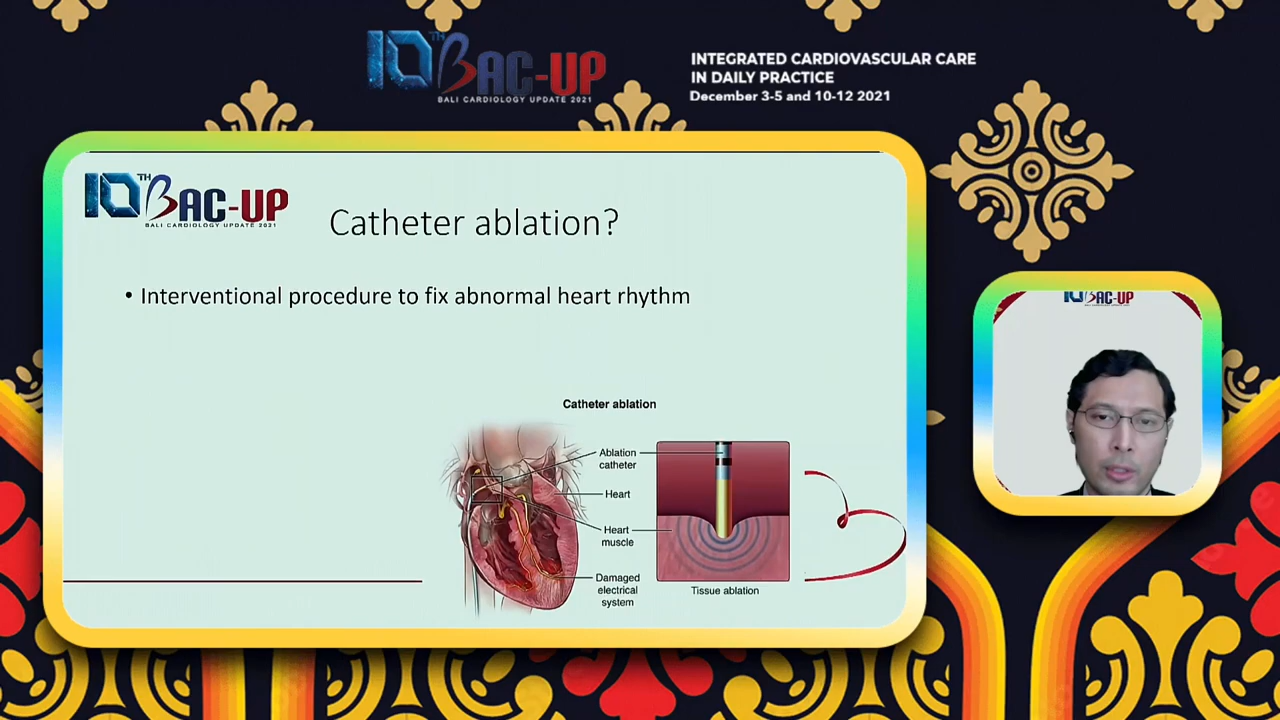 10TH BAC-UP
BALI CARDIOLOGY UPDATE 2021
INTEGRATED CARDIOVASCULAR CARE
IN DAILY PRACTICE
December 3-5 and 10-12 2021
10TH BAC-UP
BALI CARDIOLOGY UPDATE 2021
Catheter ablation?
• Interventional procedure to fix abnormal heart rhythm
Catheter ablation
Ablation
catheter
Heart
Heart
muscle
Damaged
electrical
system
Tissue ablation
10 BAC-UP